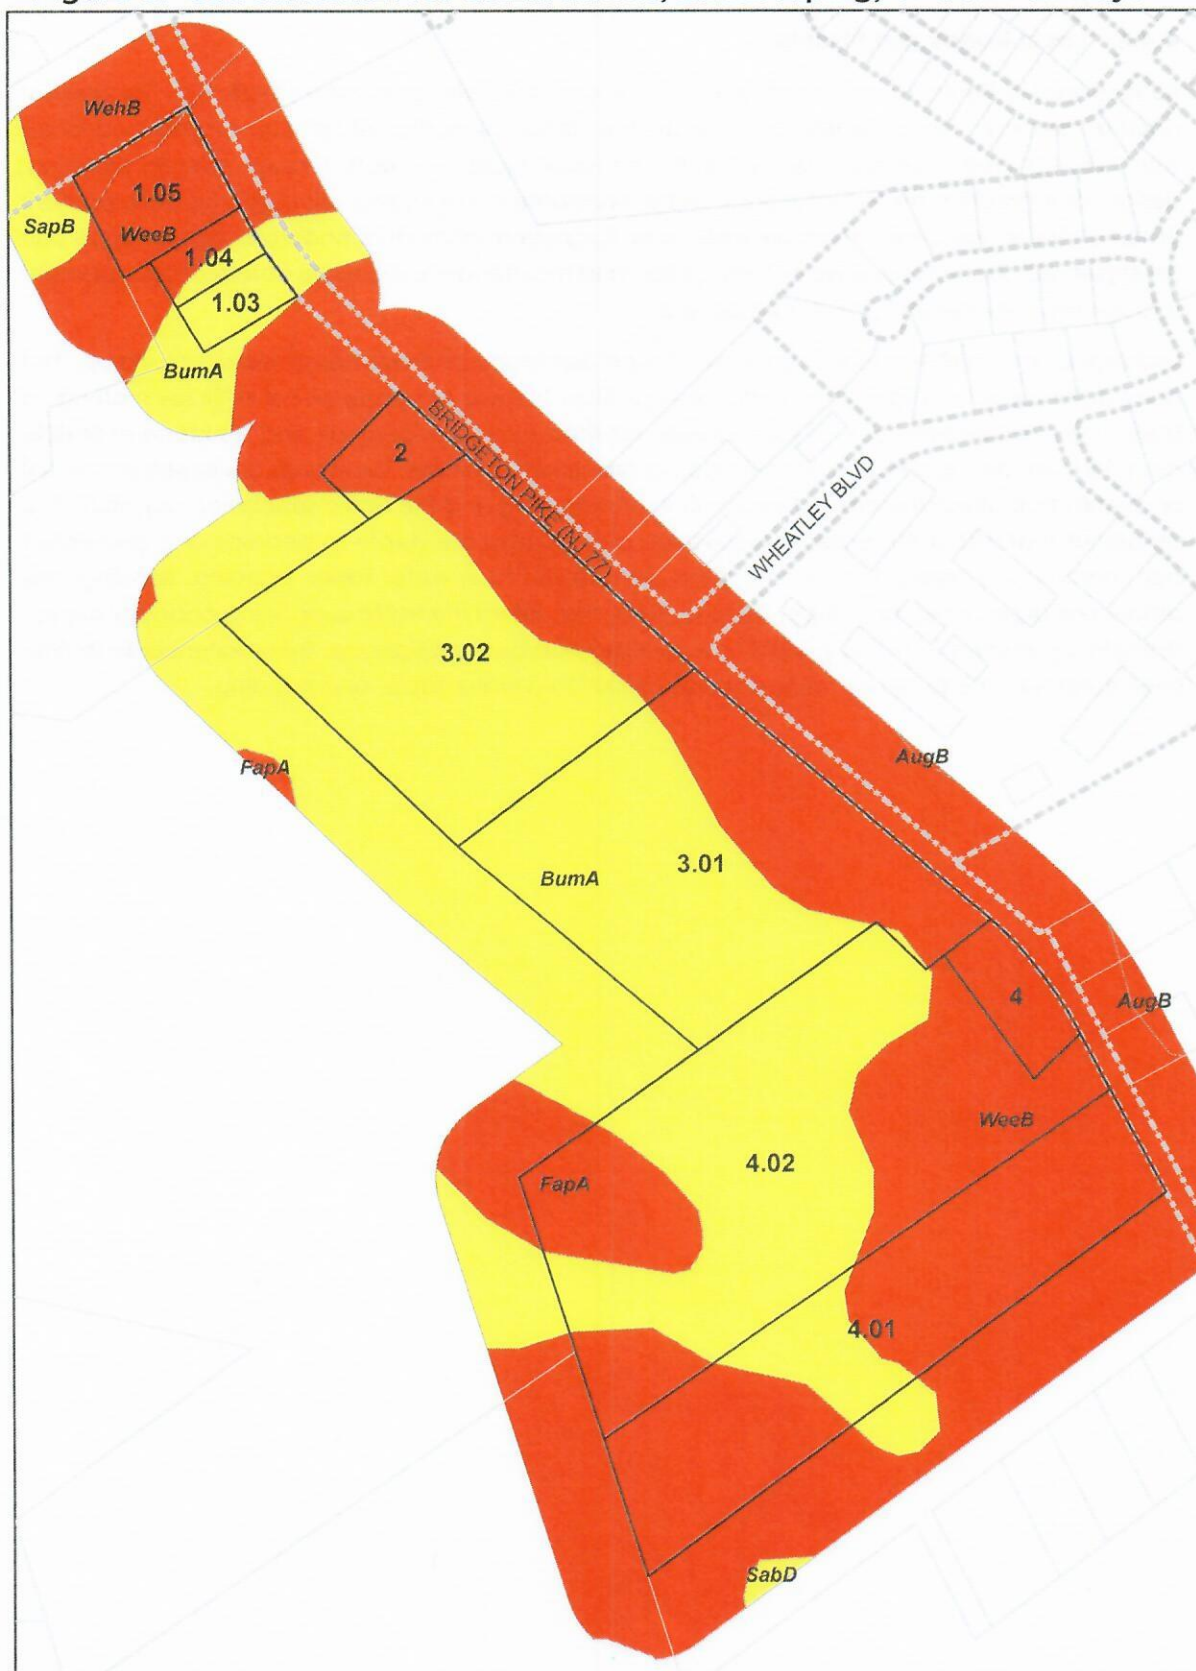 WehB
1.05
SapB
WeeB
1.04
1.03
BumA
2
BRIDGETON PIKE (NJ 77)
WHEATLEY BLVD
3.02
FapA
AugB
3.01
BumA
4
AugB
WeeB
4.02
FapA
4.01
SabD